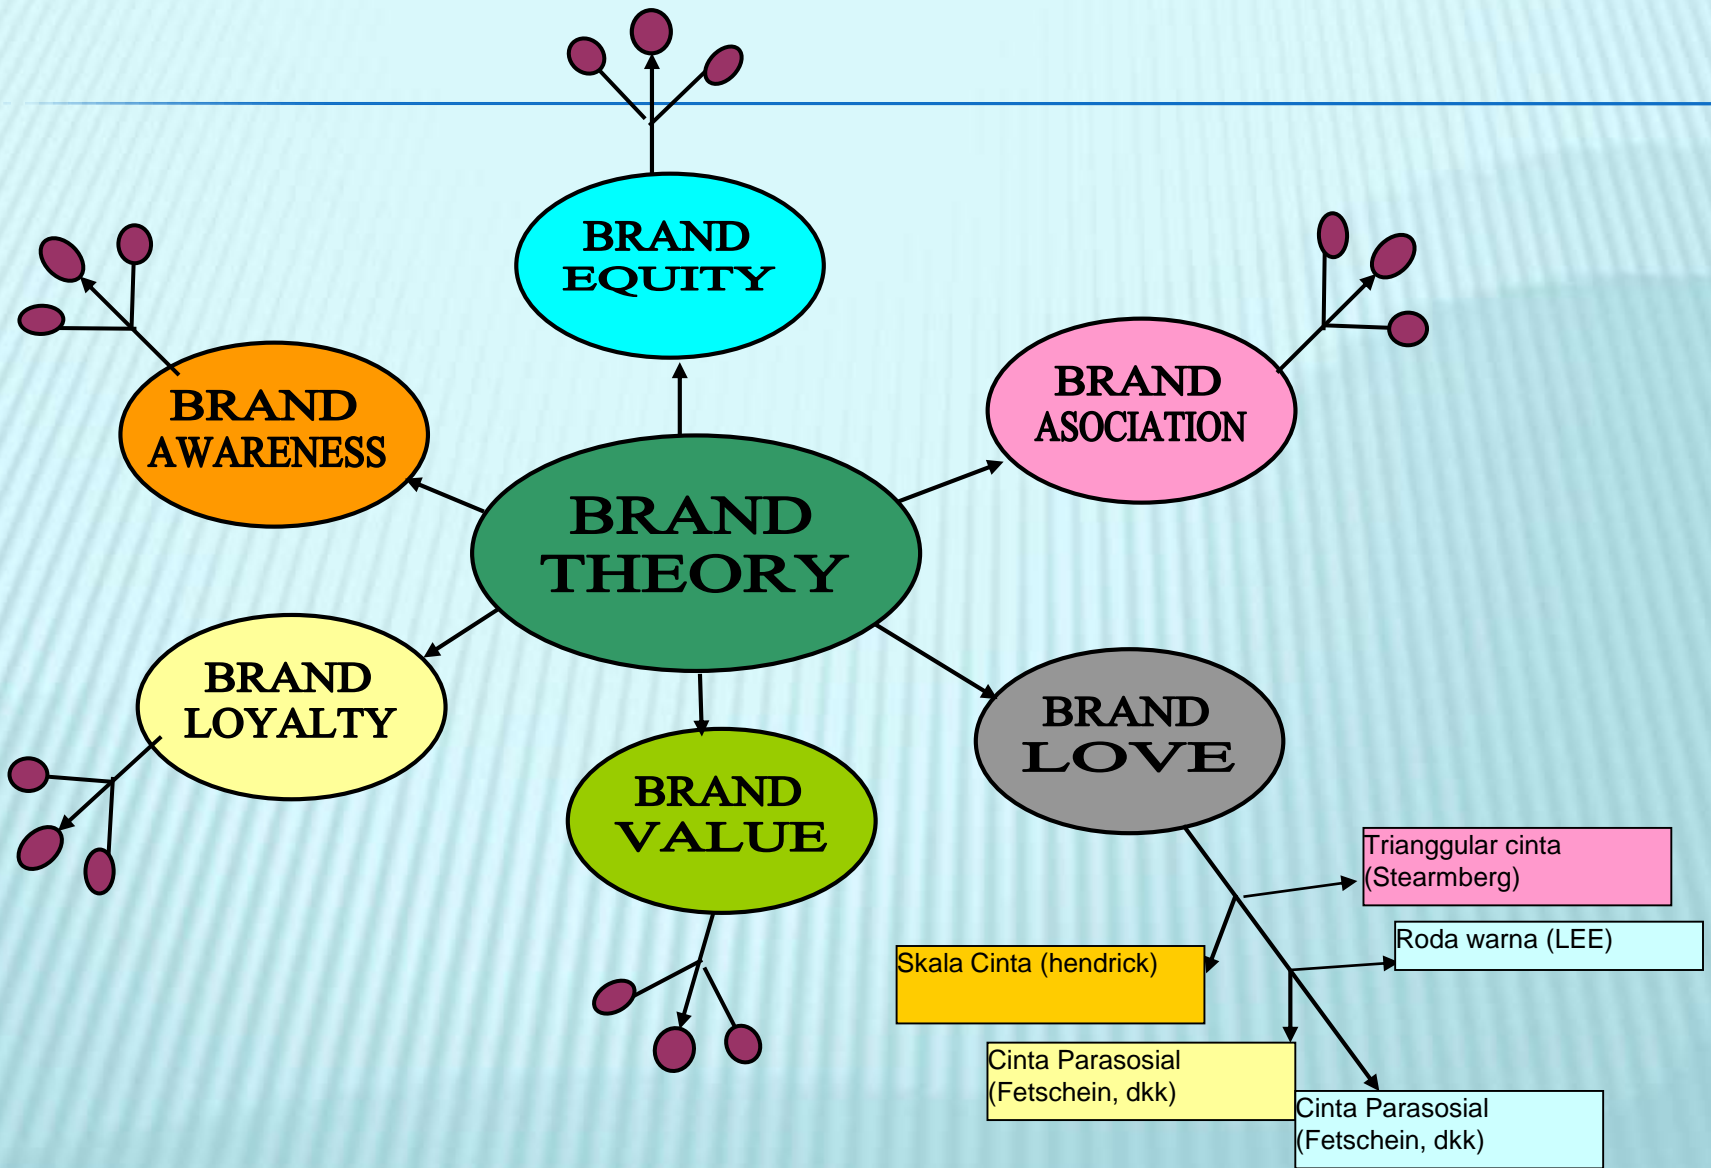 BRAND
EQUITY
BRAND
ASOCIATION
BRAND
AWARENESS
BRAND
THEORY
BRAND
LOYALTY
BRAND
LOVE
BRAND
VALUE
Trianggular cinta
(Stearmberg)
Roda warna (LEE)
Skala Cinta (hendrick)
Cinta Parasosial
(Fetschein, dkk)
Cinta Parasosial
(Fetschein, dkk)